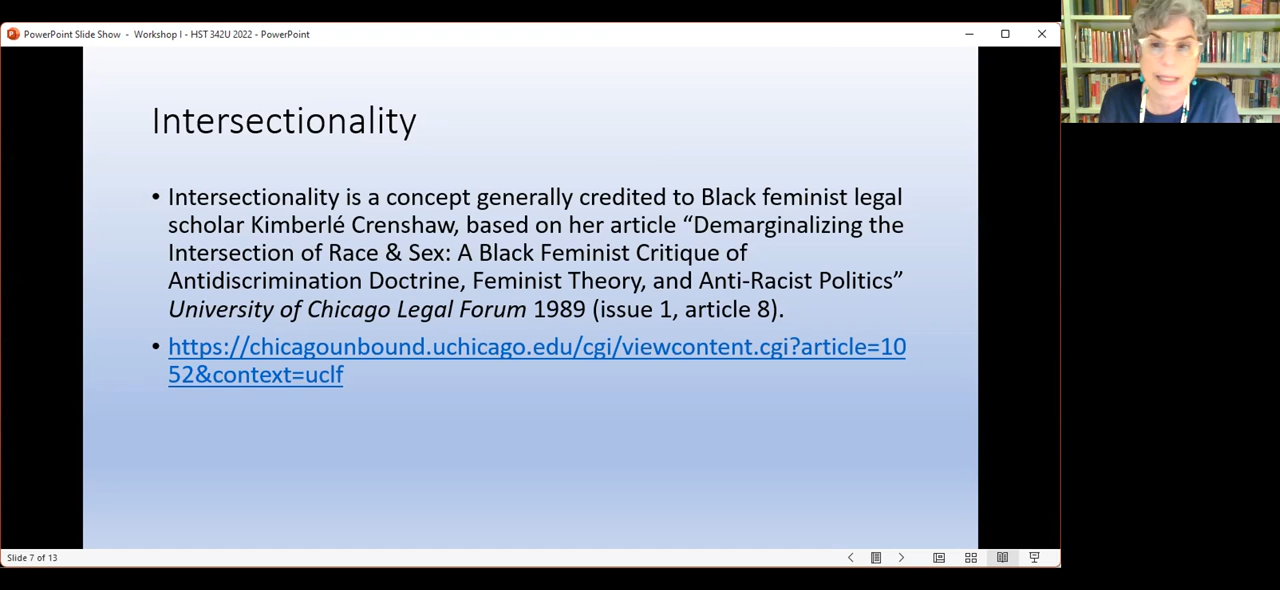 PowerPoint Slide Show - Workshop I - HST 342U 2022 - PowerPoint
Intersectionality
• Intersectionality is a concept generally credited to Black feminist legal
scholar Kimberlé Crenshaw, based on her article “Demarginalizing the
Intersection of Race & Sex: A Black Feminist Critique of
Antidiscrimination Doctrine, Feminist Theory, and Anti-Racist Politics”
University of Chicago Legal Forum 1989 (issue 1, article 8).
• https://chicagounbound.uchicago.edu/cgi/viewcontent.cgi?article=10
52&context=uclf
Slide 7 of 13